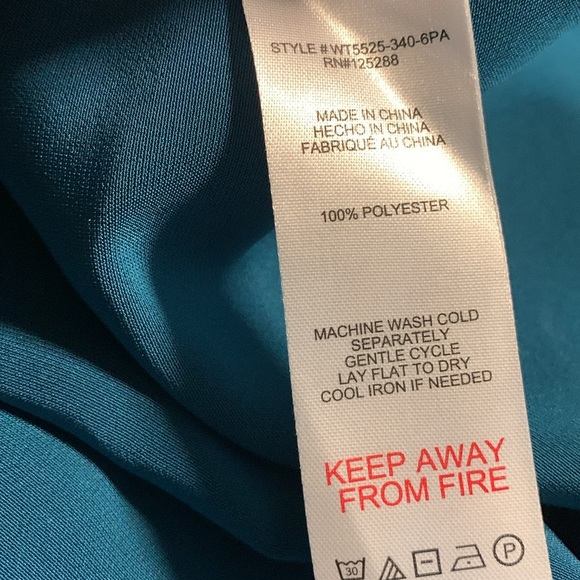 STYLE # WT5525-340-6PA
RN#125288
MADE IN CHINA
HECHO IN CHINA
FABRIQUÉ AU CHINA
100% POLYESTER
MACHINE WASH COLD
SEPARATELY
GENTLE CYCLE
LAY FLAT TO DRY
COOL IRON IF NEEDED
KEEP AWAY
FROM FIRE
30
P